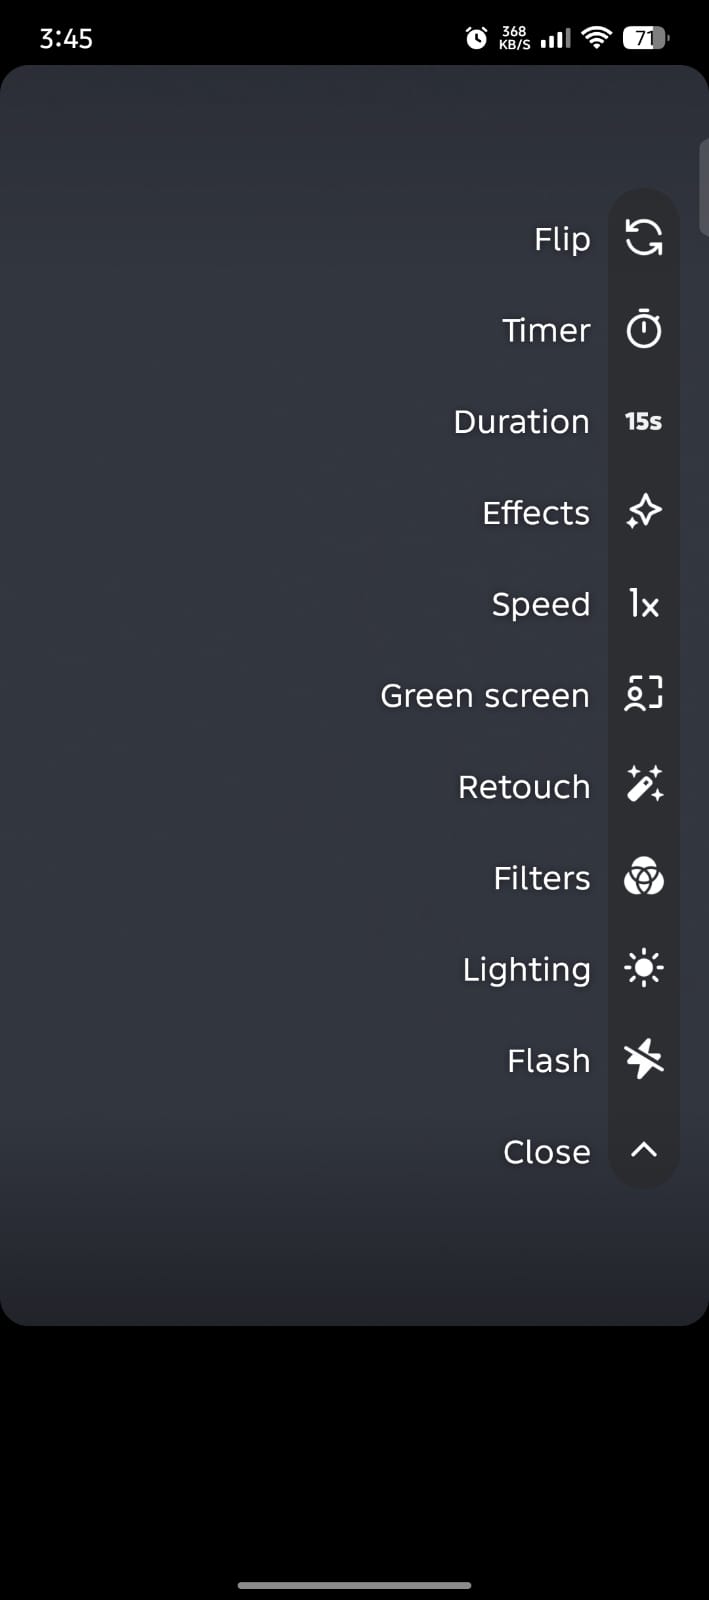 3:45
368
KB/S
71
Flip
Timer
Duration 15s
Effects
Speed 1x
Green screen
Retouch
Filters
Lighting
Flash
Close